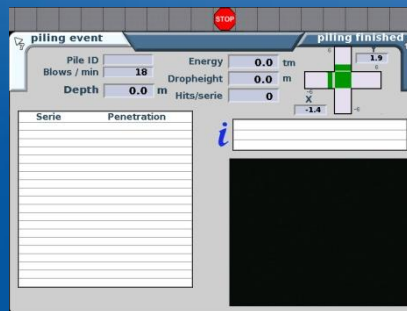 STOP
piling event
piling finished
Pile ID
Blows / min 18
Depth 0.0 m
Energy 0.0 tm
Dropheight 0.0 m
Hits/serie 0
Y
1.9
X
-1.4
Serie Penetration
i